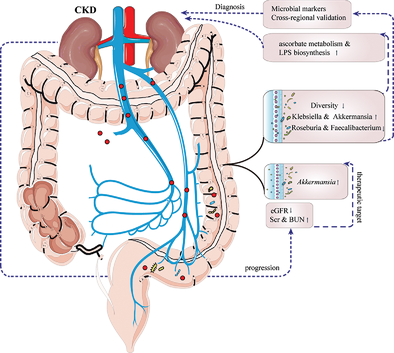 CKD
Diagnosis
Microbial markers
Cross-regional validation
ascorbate metabolism &
LPS biosynthesis ↑
Diversity ↓
Klebsiella & Akkermansia ↑
Roseburia & Faecalibacterium ↓
Akkermansia ↑
eGFR ↓
Scr & BUN ↑
therapeutic target
progression